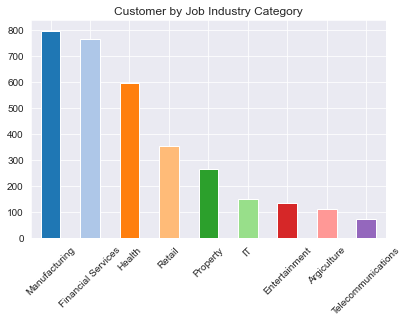 Customer by Job Industry Category
800
700
600
500
400
300
200
100
0
Manufacturing
Financial Services
Health
Retail
Property
IT
Entertainment
Argiculture
Telecommunications